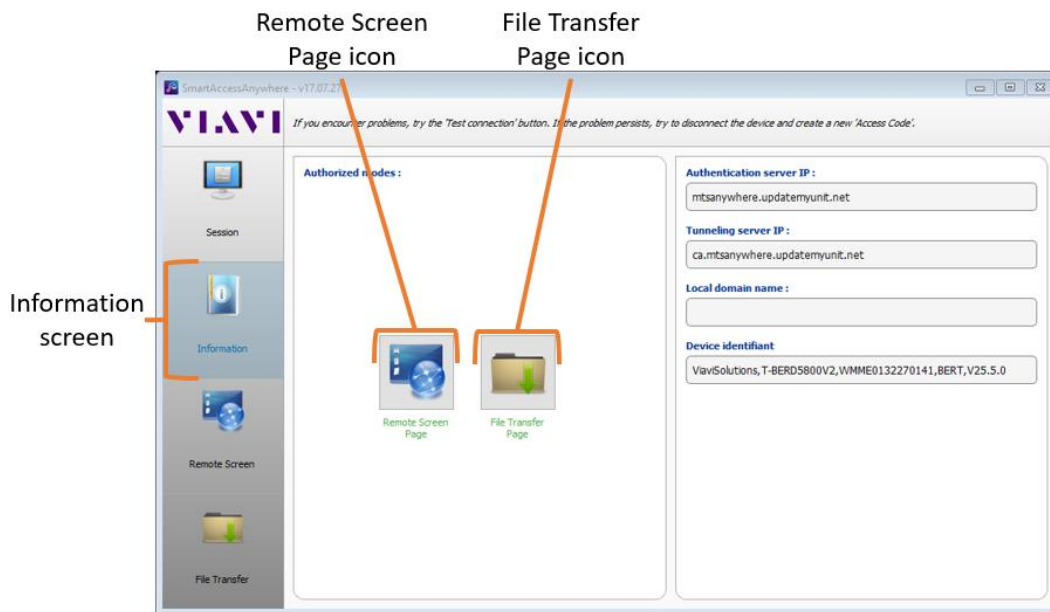 Remote Screen
Page icon
File Transfer
Page icon
SmartAccessAnywhere - v17.07.27
VIAVI
If you encounter problems, try the 'Test connection' button. If the problem persists, try to disconnect the device and create a new 'Access Code'.
Session
Information
Remote Screen
File Transfer
Information
screen
Authorized modes :
Remote Screen
Page
File Transfer
Page
Authentication server IP :
mtsanywhere.updatemyunit.net
Tunneling server IP :
ca.mtsanywhere.updatemyunit.net
Local domain name :
Device identifiant
ViaviSolutions,T-BERD5800V2,WMME0132270141,BERT,V25.5.0